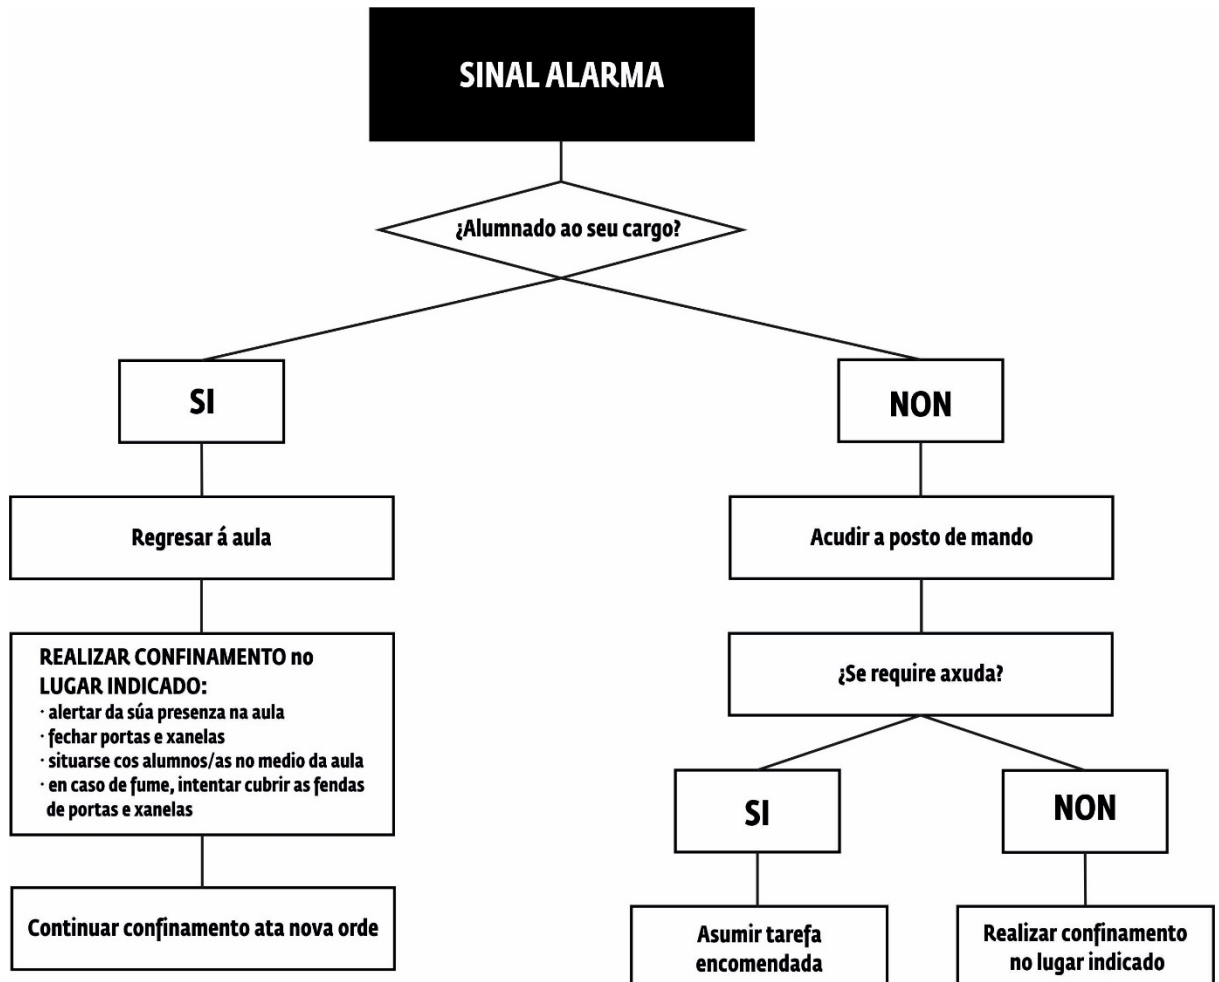 SINAL ALARMA
¿Alumnado ao seu cargo?
SI
NON
Regresar á aula
Acudir a posto de mando
REALIZAR CONFINAMENTO no
LUGAR INDICADO:
· alertar da súa presenza na aula
· fechar portas e xanelas
· situarse cos alumnos/as no medio da aula
· en caso de fume, intentar cubrir as fendas
de portas e xanelas
¿Se require axuda?
SI
NON
Continuar confinamento ata nova orde
Asumir tarefa
encomendada
Realizar confinamento
no lugar indicado